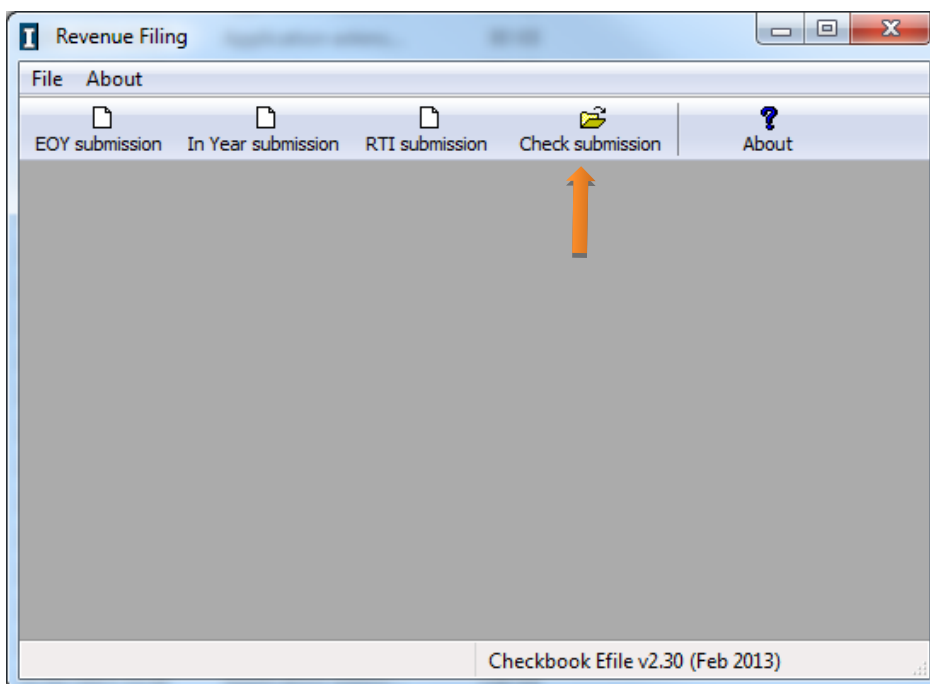 Revenue Filing
File About
EOY submission In Year submission RTI submission Check submission About
Checkbook Efile v2.30 (Feb 2013)